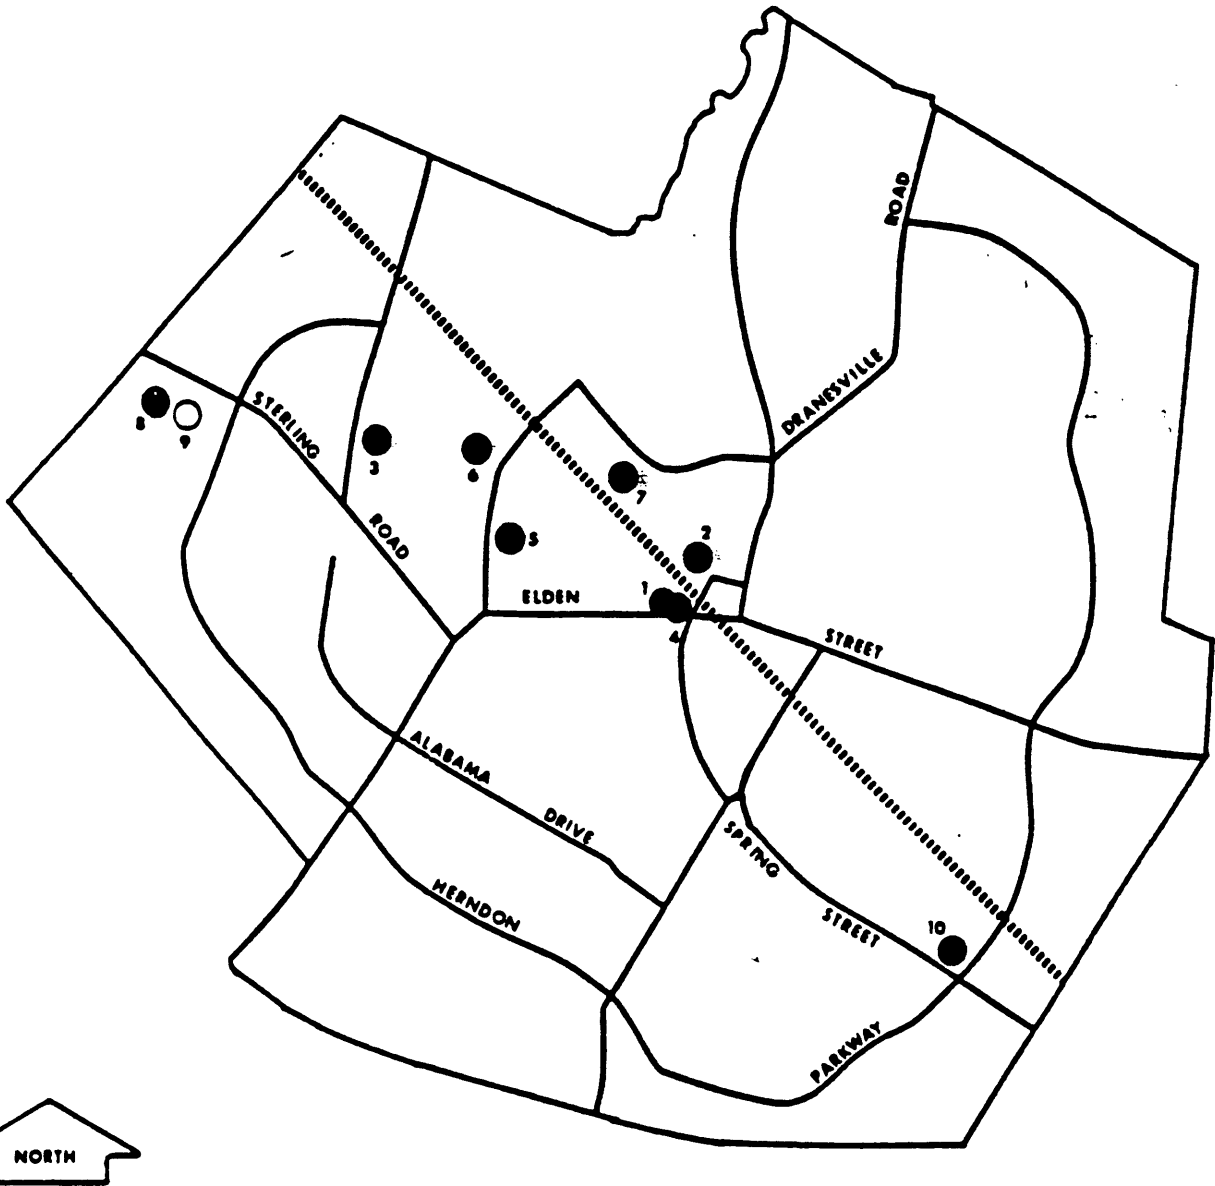 ROAD
DRANESVILLE
STERLING
8
9
3
6
7
ROAD
5
2
ELDEN
1
4
STREET
ALABAMA
DRIVE
SPRING
HERNDON
STREET
10
PARKWAY
NORTH